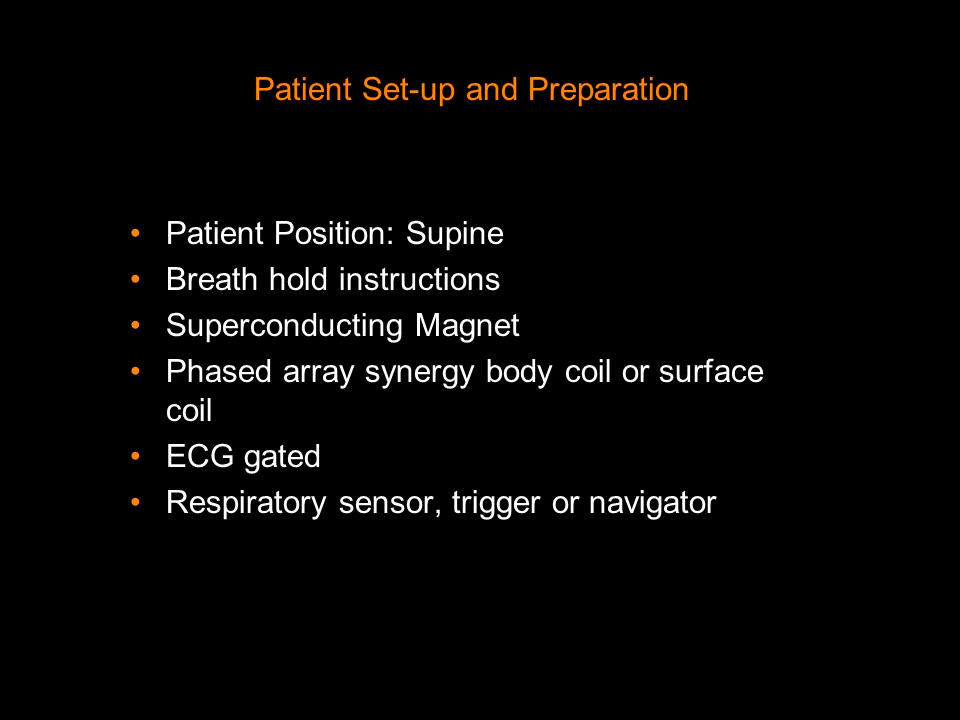 Patient Set-up and Preparation
• Patient Position: Supine
• Breath hold instructions
• Superconducting Magnet
• Phased array synergy body coil or surface
coil
• ECG gated
• Respiratory sensor, trigger or navigator